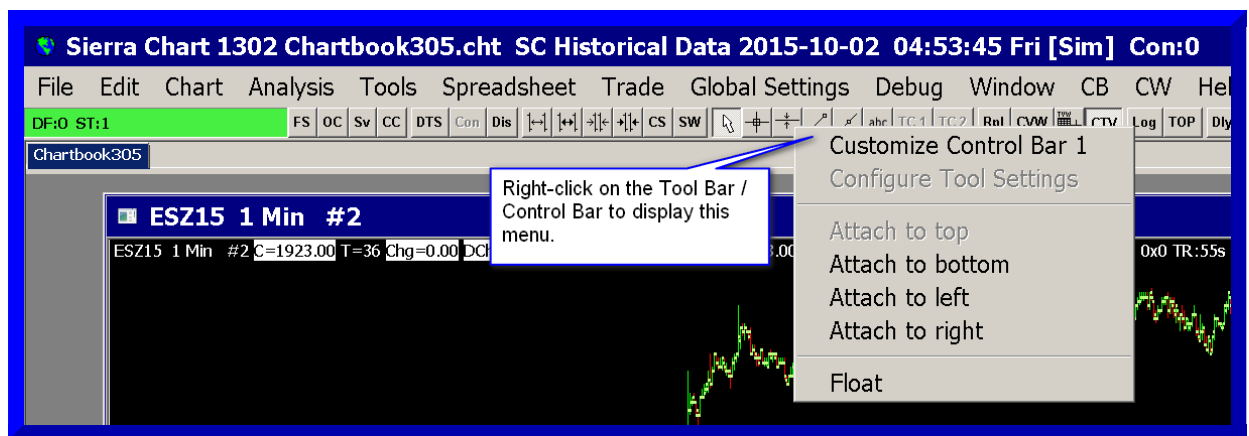 Sierra Chart 1302 Chartbook305.cht SC Historical Data 2015-10-02 04:53:45 Fri [Sim] Con:0
File Edit Chart Analysis Tools Spreadsheet Trade Global Settings Debug Window CB CW Hel
DF:0 ST:1 FS OC Sv CC DTS Con Dis CS SW abc TC 1 TC 2 Rnl CVW CTV Log TOP Dly
Chartbook305
Customize Control Bar 1
Configure Tool Settings
Attach to top
Attach to bottom
Attach to left
Attach to right
Float
Right-click on the Tool Bar /
Control Bar to display this
menu.
ESZ15 1 Min #2
ESZ15 1 Min #2 C=1923.00 T=36 Chg=0.00 DCh 0x0 TR:55s